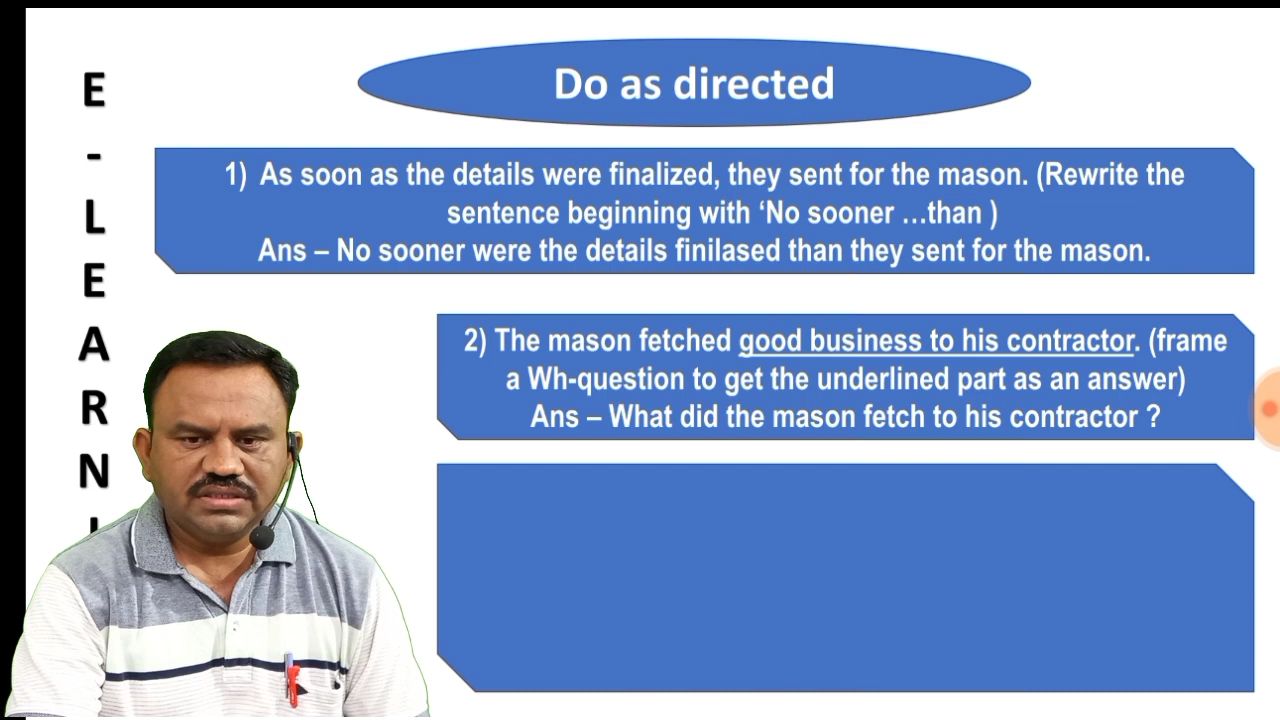 E
-
L
E
A
R
N
Do as directed
1) As soon as the details were finalized, they sent for the mason. (Rewrite the
sentence beginning with ‘No sooner …than )
Ans – No sooner were the details finilased than they sent for the mason.
2) The mason fetched good business to his contractor. (frame
a Wh-question to get the underlined part as an answer)
Ans – What did the mason fetch to his contractor ?